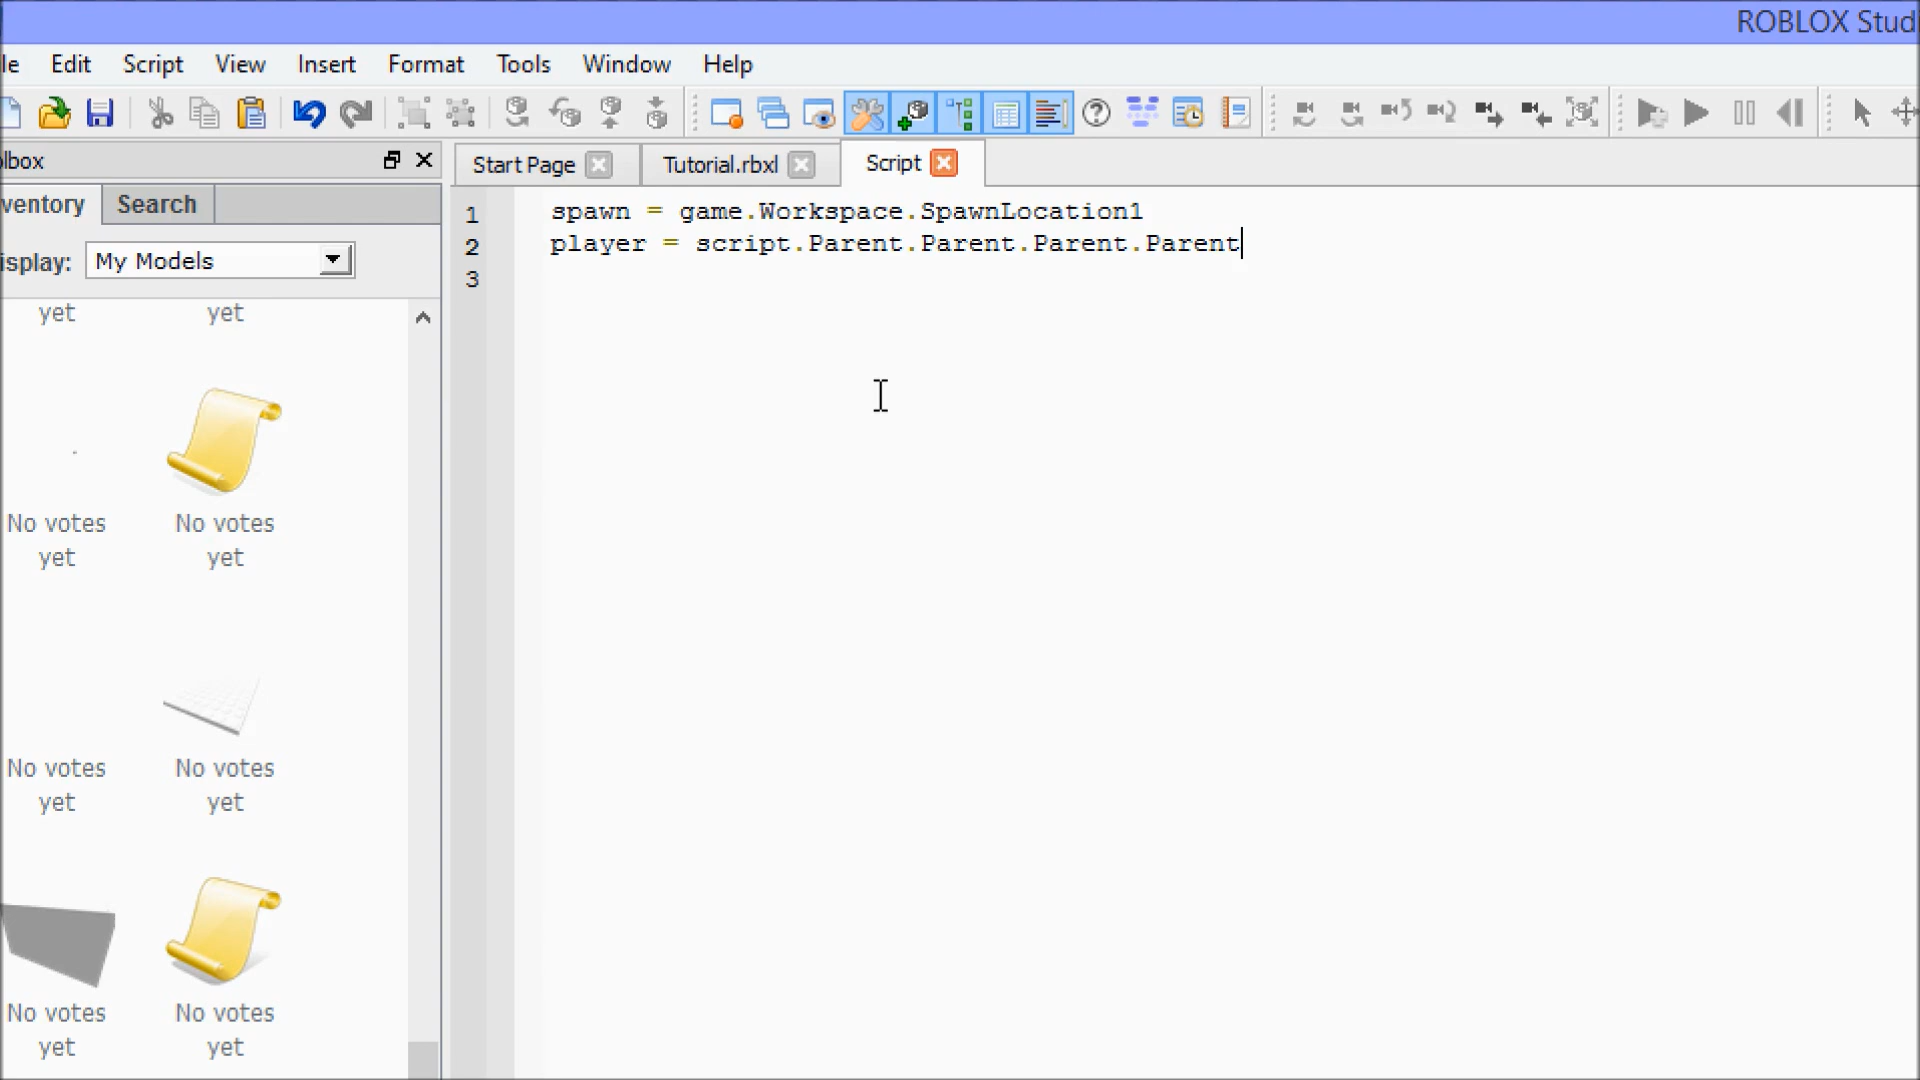 ROBLOX Stud
le Edit Script View Insert Format Tools Window Help
lbox
Start Page Tutorial.rbxl Script
ventory Search
isplay: My Models
1 spawn = game.Workspace.SpawnLocation1
2 player = script.Parent.Parent.Parent.Parent
3
yet yet
No votes yet No votes yet
No votes yet No votes yet
No votes yet No votes yet